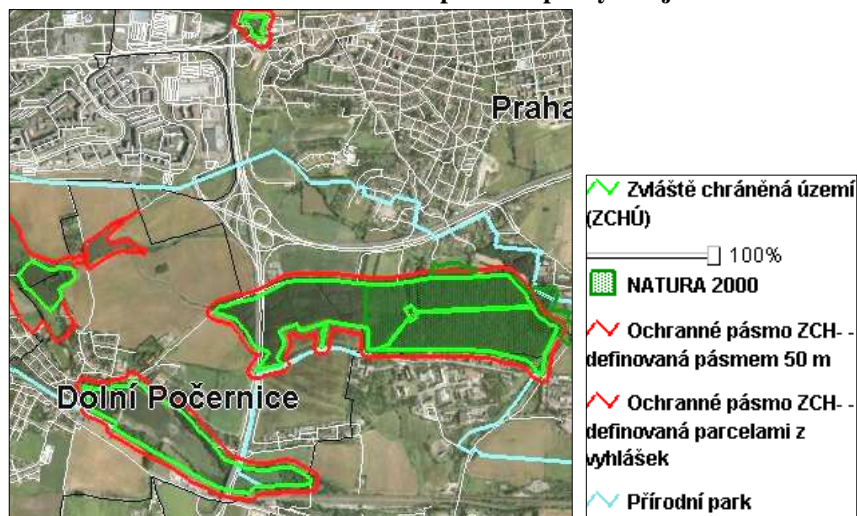 Praha
Dolní Počernice
Zvláště chráněná území
(ZCHÚ)
100%
NATURA 2000
Ochranné pásmo ZCH- -
definovaná pásmem 50 m
Ochranné pásmo ZCH- -
definovaná parcelami z
vyhlášek
Přírodní park